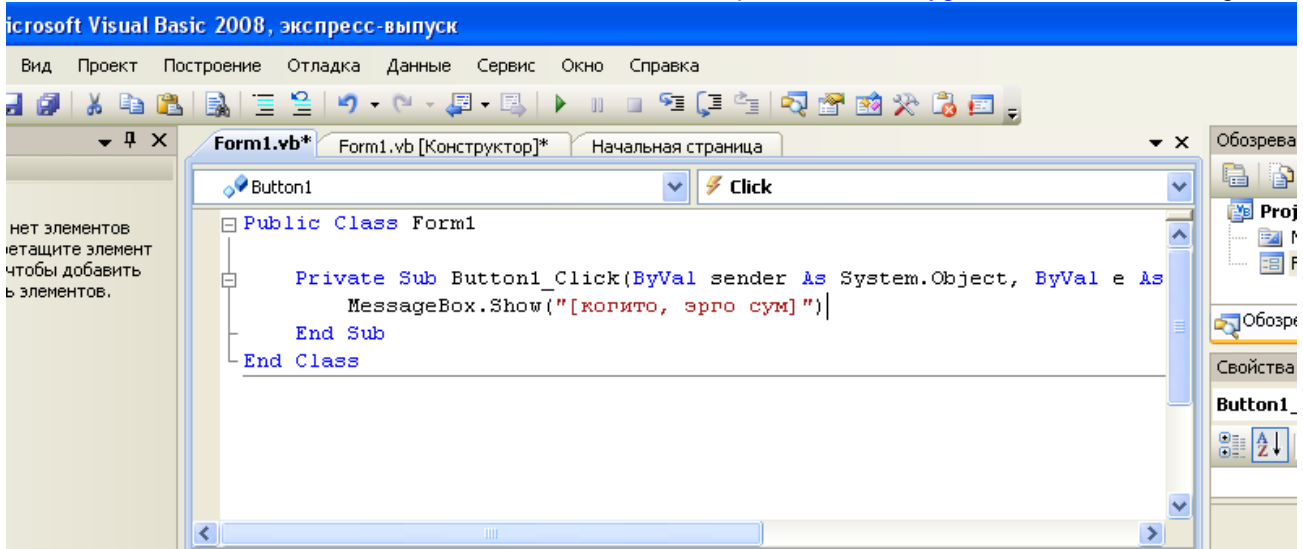 icrosoft Visual Basic 2008, экспресс-выпуск
Вид Проект Построение Отладка Данные Сервис Окно Справка
Form1.vb* Form1.vb [Конструктор]* Начальная страница
Обозрева
Button1 Click
нет элементов
ретащите элемент
чтобы добавить
ь элементов.
Public Class Form1
Private Sub Button1_Click(ByVal sender As System.Object, ByVal e As
MessageBox.Show("[когито, эрго сум]")
End Sub
End Class
Proj
Обозре
Свойства
Button1_